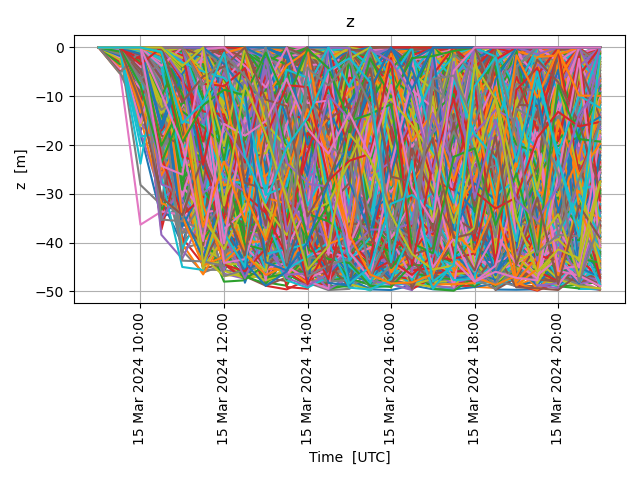 z
0
−10
−20
−30
−40
−50
z [m]
15 Mar 2024 10:00
15 Mar 2024 12:00
15 Mar 2024 14:00
15 Mar 2024 16:00
15 Mar 2024 18:00
15 Mar 2024 20:00
Time [UTC]